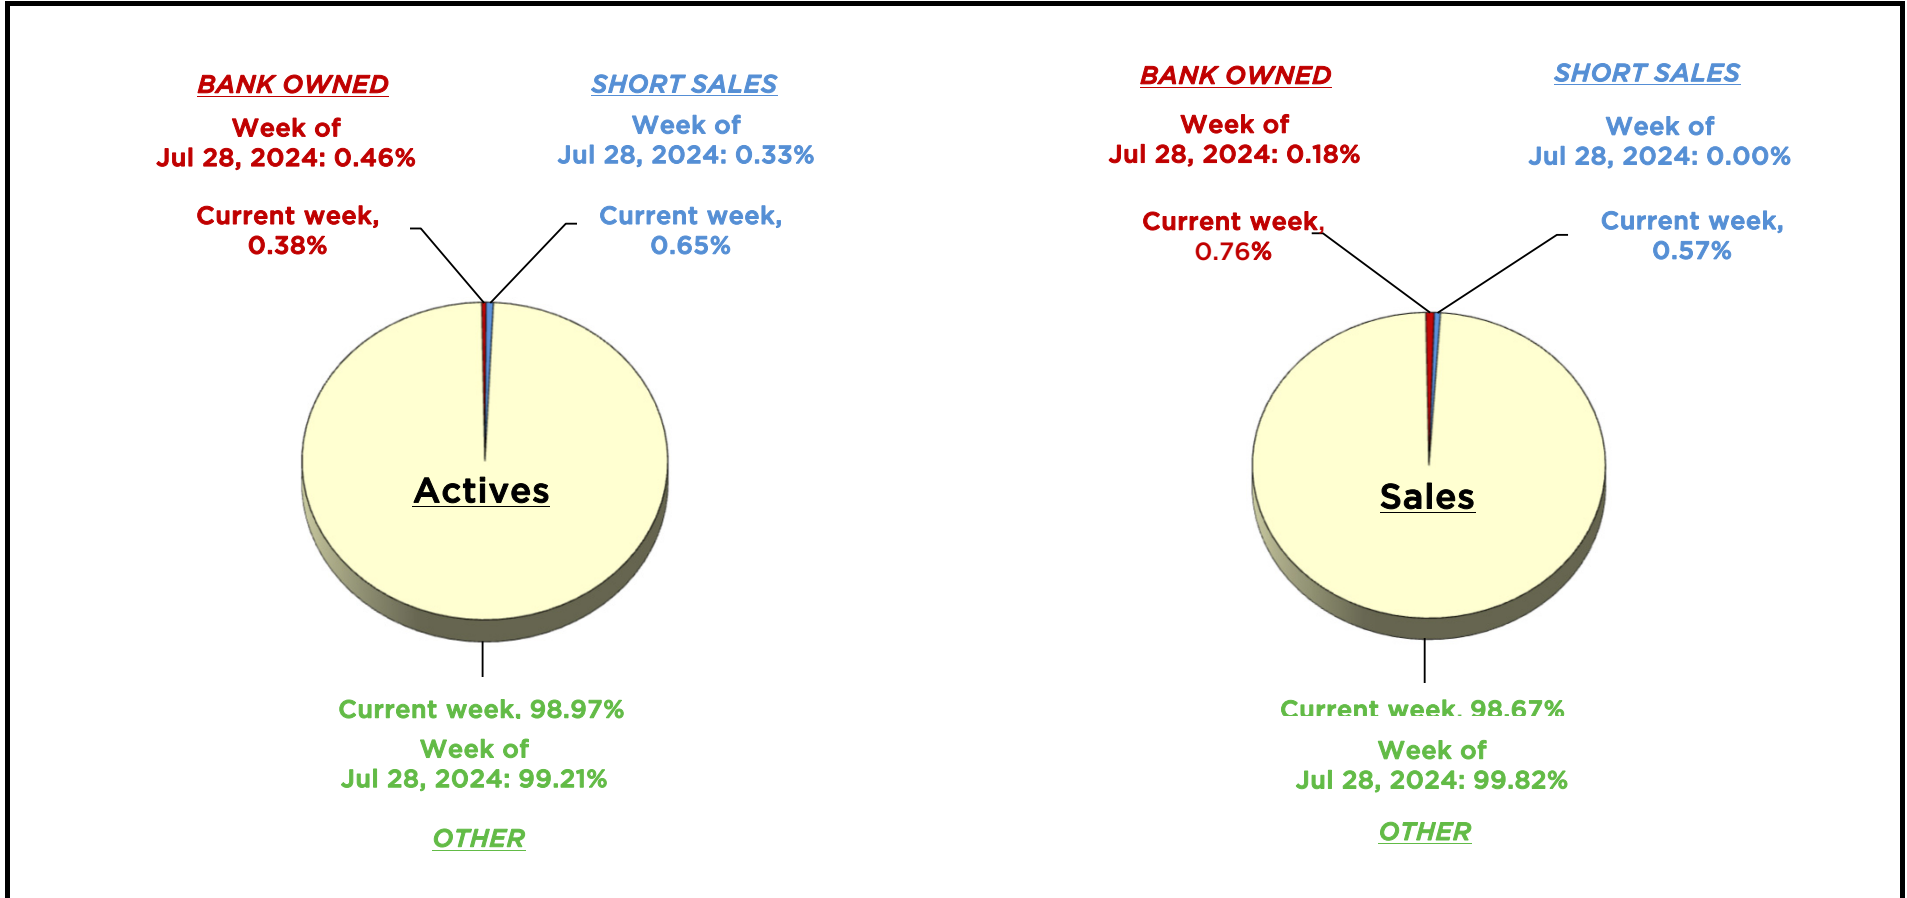 BANK OWNED
Week of
Jul 28, 2024: 0.46%
Current week,
0.38%
SHORT SALES
Week of
Jul 28, 2024: 0.33%
Current week,
0.65%
Actives
Current week, 98.97%
Week of
Jul 28, 2024: 99.21%
OTHER
BANK OWNED
Week of
Jul 28, 2024: 0.18%
Current week,
0.76%
SHORT SALES
Week of
Jul 28, 2024: 0.00%
Current week,
0.57%
Sales
Current week, 98.67%
Week of
Jul 28, 2024: 99.82%
OTHER